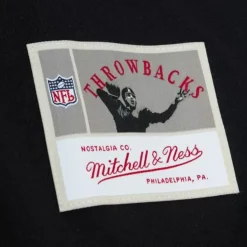 THROWBACKS
NFL
NOSTALGIA CO.
Mitchell & Ness
PHILADELPHIA, PA.